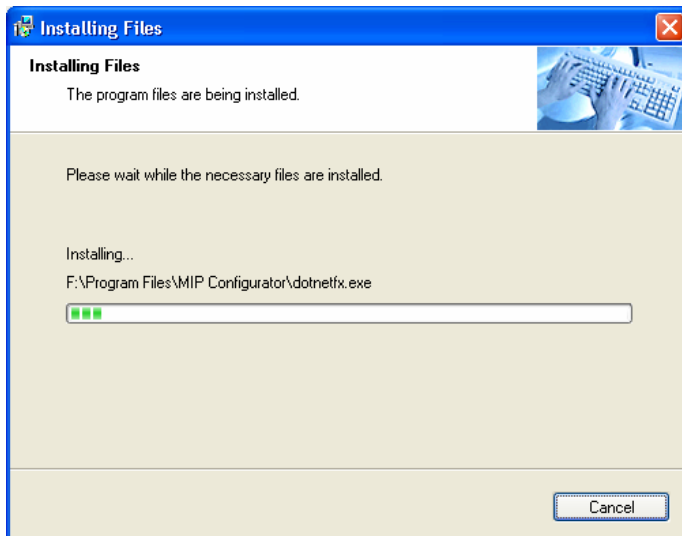 Installing Files
Installing Files
The program files are being installed.
Please wait while the necessary files are installed.
Installing...
F:\Program Files\MIP Configurator\dotnetfx.exe
Cancel